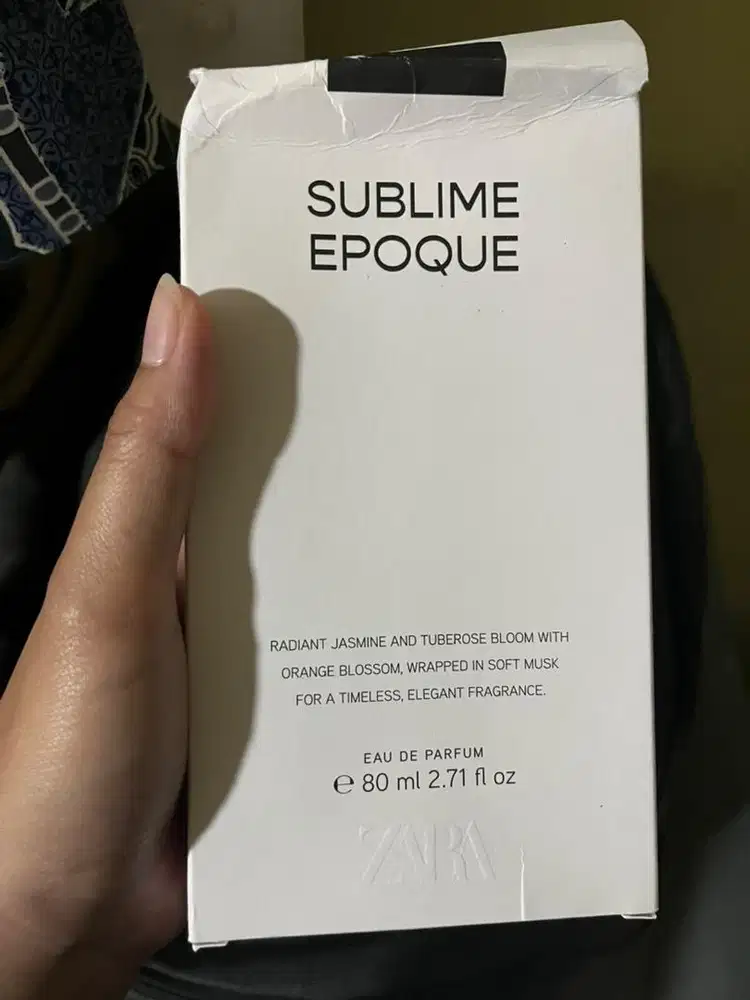 SUBLIME
EPOQUE
RADIANT JASMINE AND TUBEROSE BLOOM WITH
ORANGE BLOSSOM, WRAPPED IN SOFT MUSK
FOR A TIMELESS, ELEGANT FRAGRANCE.
EAU DE PARFUM
℮ 80 ml 2.71 fl oz
ZARA